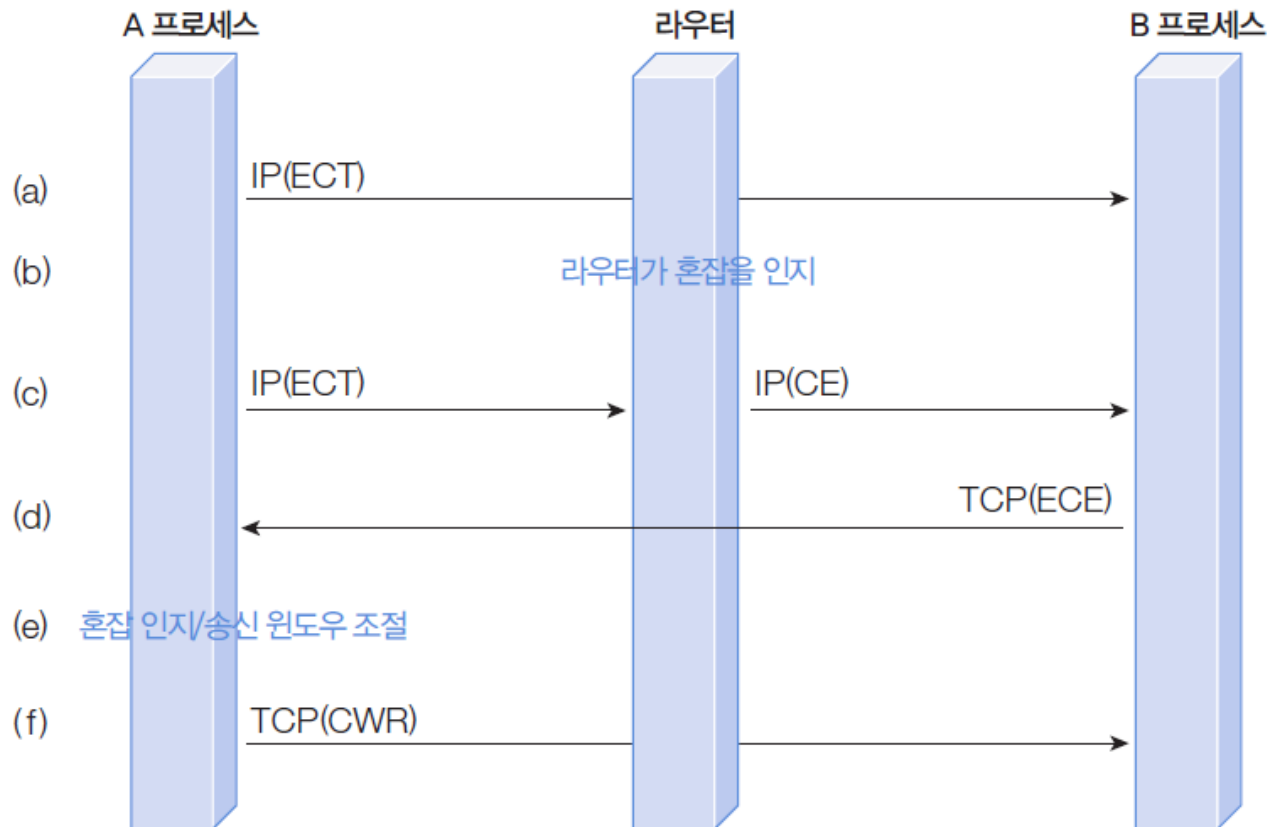 A 프로세스 라우터 B 프로세스
(a) IP(ECT)
(b) 라우터가 혼잡을 인지
(c) IP(ECT) IP(CE)
(d) TCP(ECE)
(e) 혼잡 인지/송신 윈도우 조절
(f) TCP(CWR)